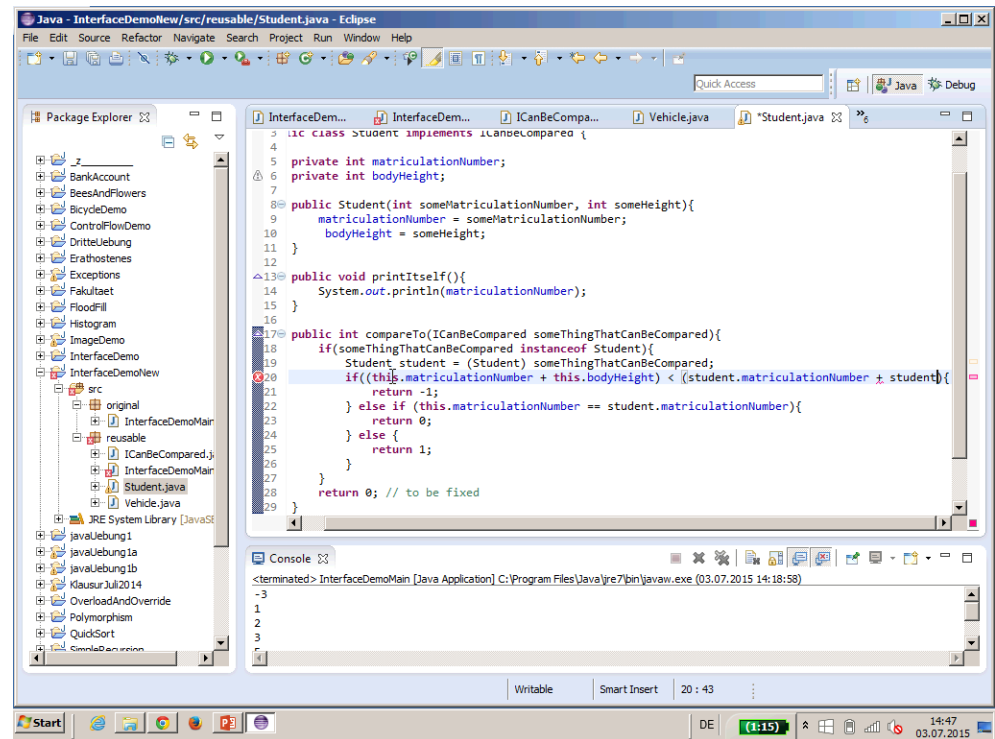 Java - InterfaceDemoNew/src/reusable/Student.java - Eclipse
File Edit Source Refactor Navigate Search Project Run Window Help
Quick Access
Java
Debug
Package Explorer
_z_________
BankAccount
BeesAndFlowers
BicycleDemo
ControlFlowDemo
DritteUebung
Erathostenes
Exceptions
Fakultaet
FloodFill
Histogram
ImageDemo
InterfaceDemo
InterfaceDemoNew
src
original
InterfaceDemoMain
reusable
ICanBeCompared.j
InterfaceDemoMain
Student.java
Vehicle.java
JRE System Library [JavaSE
javaUebung1
javaUebung1a
javaUebung1b
KlausurJuli2014
OverloadAndOverride
Polymorphism
QuickSort
SimpleRecursion
InterfaceDem... InterfaceDem... ICanBeCompa... Vehicle.java *Student.java »6
3 lic class Student implements ICanBeCompared {
4
5 private int matriculationNumber;
6 private int bodyHeight;
7
8 public Student(int someMatriculationNumber, int someHeight){
9 matriculationNumber = someMatriculationNumber;
10 bodyHeight = someHeight;
11 }
12
13 public void printItself(){
14 System.out.println(matriculationNumber);
15 }
16
17 public int compareTo(ICanBeCompared someThingThatCanBeCompared){
18 if(someThingThatCanBeCompared instanceof Student){
19 Student student = (Student) someThingThatCanBeCompared;
20 if((this.matriculationNumber + this.bodyHeight) < (student.matriculationNumber + student){
21 return -1;
22 } else if (this.matriculationNumber == student.matriculationNumber){
23 return 0;
24 } else {
25 return 1;
26 }
27 }
28 return 0; // to be fixed
29 }
Console
<terminated> InterfaceDemoMain [Java Application] C:\Program Files\Java\jre7\bin\javaw.exe (03.07.2015 14:18:58)
-3
1
2
3
Writable Smart Insert 20 : 43
Start
DE (1:15) 14:47
03.07.2015